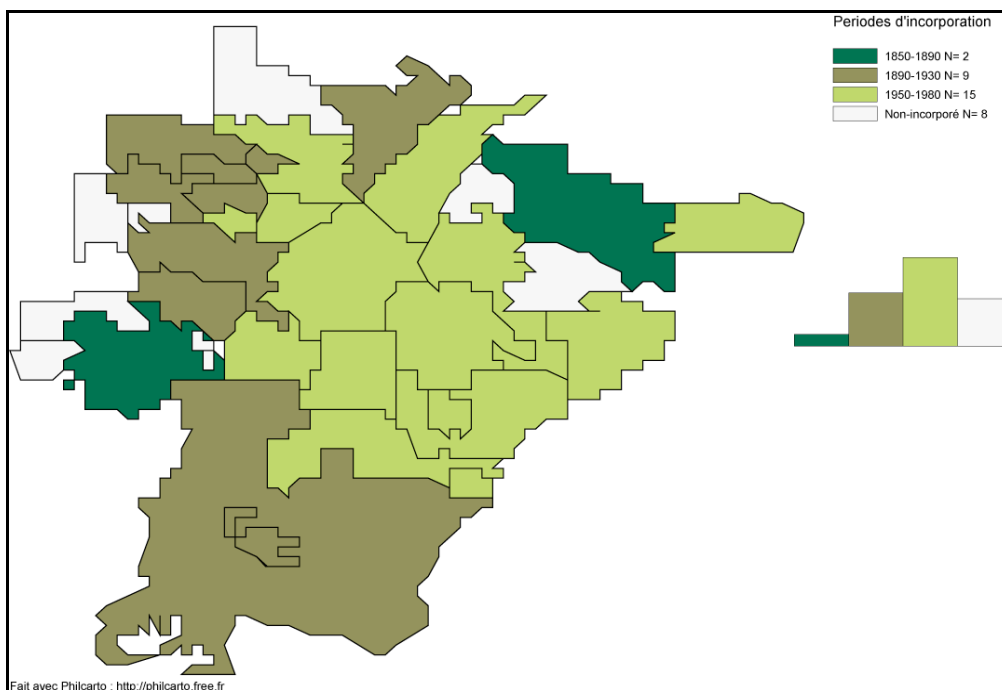 Periodes d'incorporation
1850-1890 N= 2
1890-1930 N= 9
1950-1980 N= 15
Non-incorporé N= 8
Fait avec Philcarto : http://philcarto.free.fr